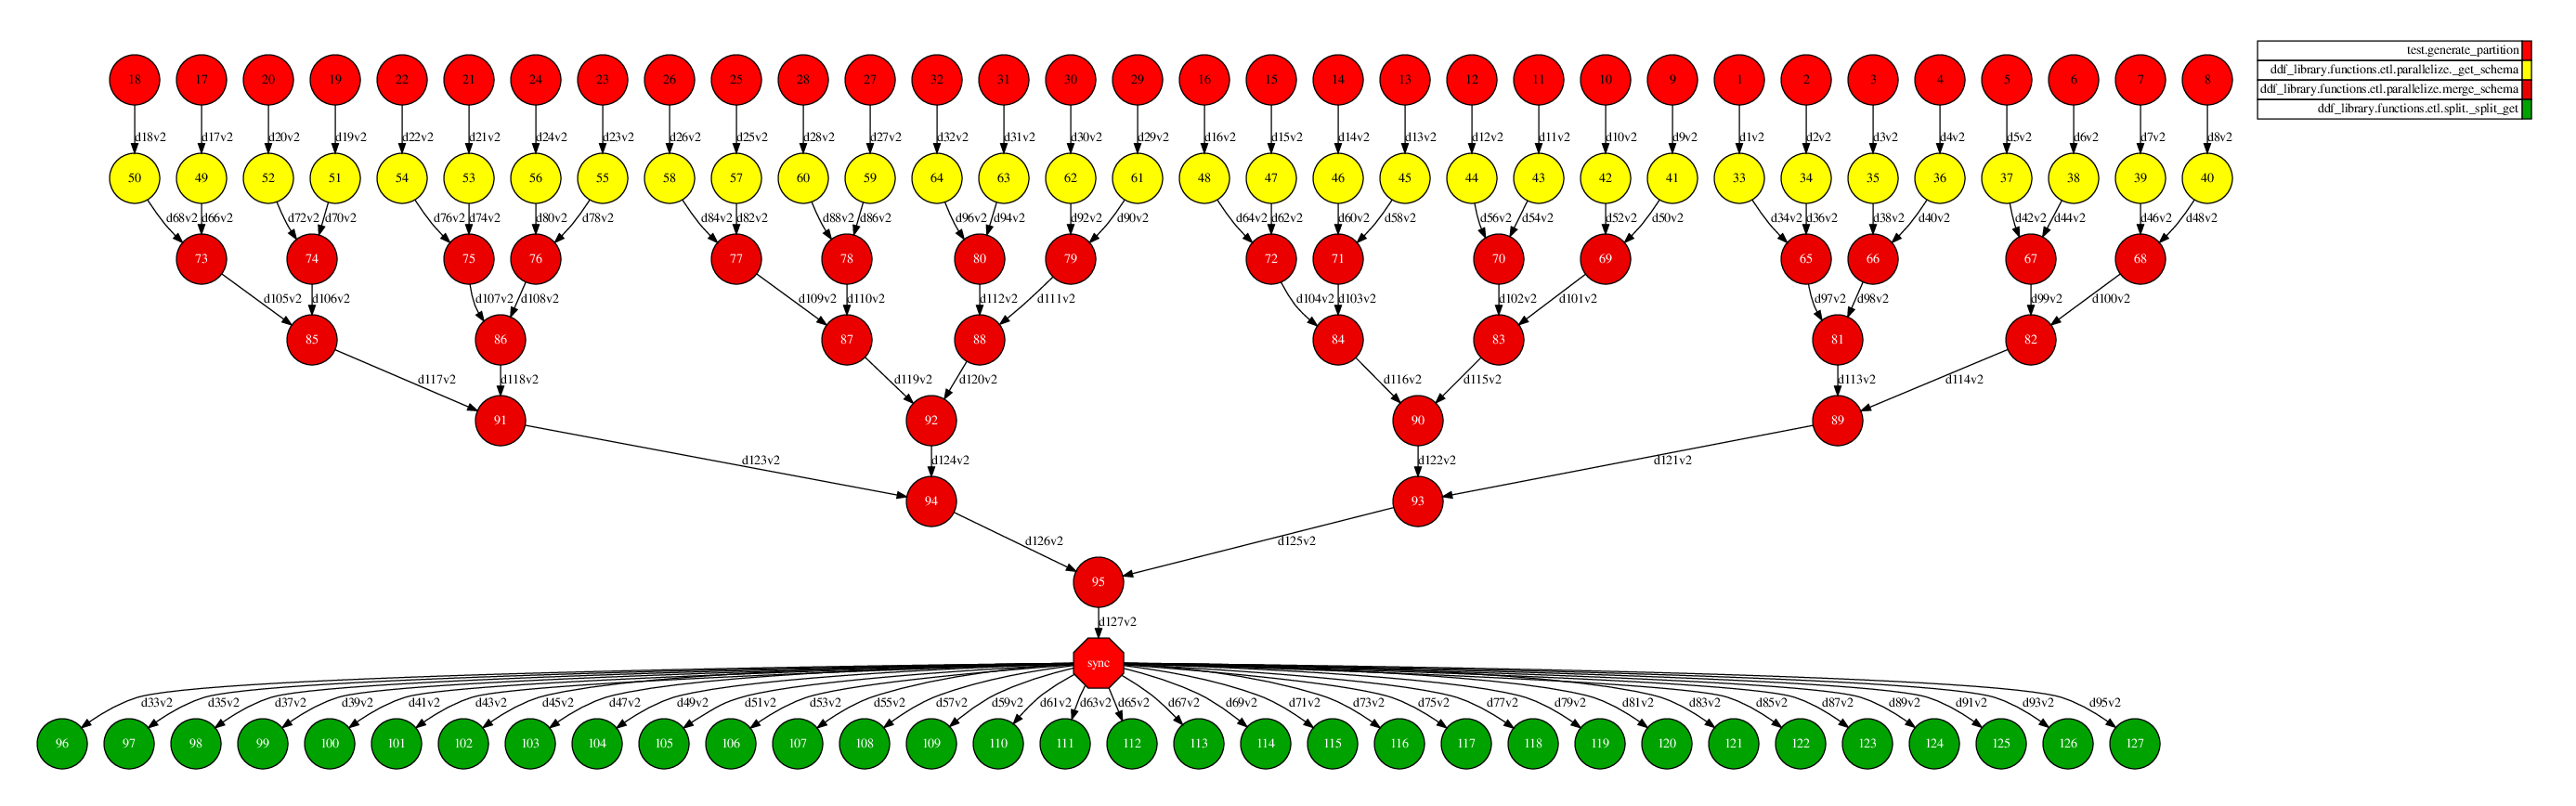 18 17 20 19 22 21 24 23 26 25 28 27 32 31 30 29 16 15 14 13 12 11 10 9 1 2 3 4 5 6 7 8
test.generate_partition
ddf_library.functions.etl.parallelize._get_schema
ddf_library.functions.etl.parallelize.merge_schema
ddf_library.functions.etl.split._split_get
d18v2 d17v2 d20v2 d19v2 d22v2 d21v2 d24v2 d23v2 d26v2 d25v2 d28v2 d27v2 d32v2 d31v2 d30v2 d29v2 d16v2 d15v2 d14v2 d13v2 d12v2 d11v2 d10v2 d9v2 d1v2 d2v2 d3v2 d4v2 d5v2 d6v2 d7v2 d8v2
50 49 52 51 54 53 56 55 58 57 60 59 64 63 62 61 48 47 46 45 44 43 42 41 33 34 35 36 37 38 39 40
d68v2 d66v2 d72v2 d70v2 d76v2 d74v2 d80v2 d78v2 d84v2 d82v2 d88v2 d86v2 d96v2 d94v2 d92v2 d90v2 d64v2 d62v2 d60v2 d58v2 d56v2 d54v2 d52v2 d50v2 d34v2 d36v2 d38v2 d40v2 d42v2 d44v2 d46v2 d48v2
73 74 75 76 77 78 80 79 72 71 70 69 65 66 67 68
d105v2 d106v2 d107v2 d108v2 d109v2 d110v2 d112v2 d111v2 d104v2 d103v2 d102v2 d101v2 d97v2 d98v2 d99v2 d100v2
85 86 87 88 84 83 81 82
d117v2 d118v2 d119v2 d120v2 d116v2 d115v2 d113v2 d114v2
91 92 90 89
d123v2 d124v2 d122v2 d121v2
94 93
d126v2 d125v2
95
d127v2
sync
d33v2 d35v2 d37v2 d39v2 d41v2 d43v2 d45v2 d47v2 d49v2 d51v2 d53v2 d55v2 d57v2 d59v2 d61v2 d63v2 d65v2 d67v2 d69v2 d71v2 d73v2 d75v2 d77v2 d79v2 d81v2 d83v2 d85v2 d87v2 d89v2 d91v2 d93v2 d95v2
96 97 98 99 100 101 102 103 104 105 106 107 108 109 110 111 112 113 114 115 116 117 118 119 120 121 122 123 124 125 126 127